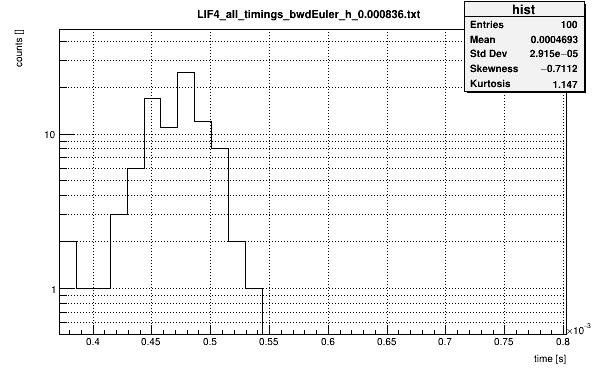 LIF4_all_timings_bwdEuler_h_0.000836.txt
hist
Entries 100
Mean 0.0004693
Std Dev 2.915e−05
Skewness −0.7112
Kurtosis 1.147
counts []
10
1
0.4 0.45 0.5 0.55 0.6 0.65 0.7 0.75 0.8
×10⁻³
time [s]